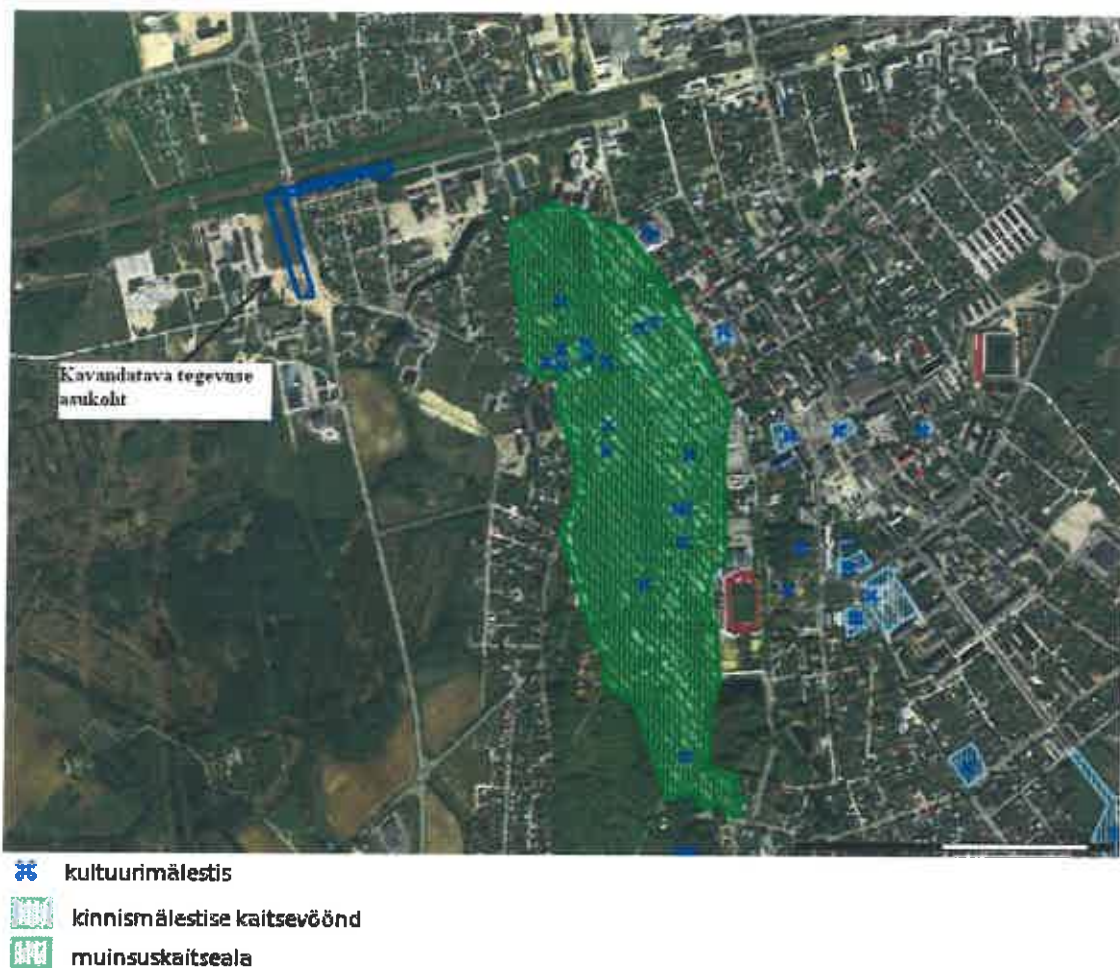 Kavandatava tegevuse
asukoht
kultuurimälestis
kinnismälestise kaitsevöönd
muinsuskaitseala